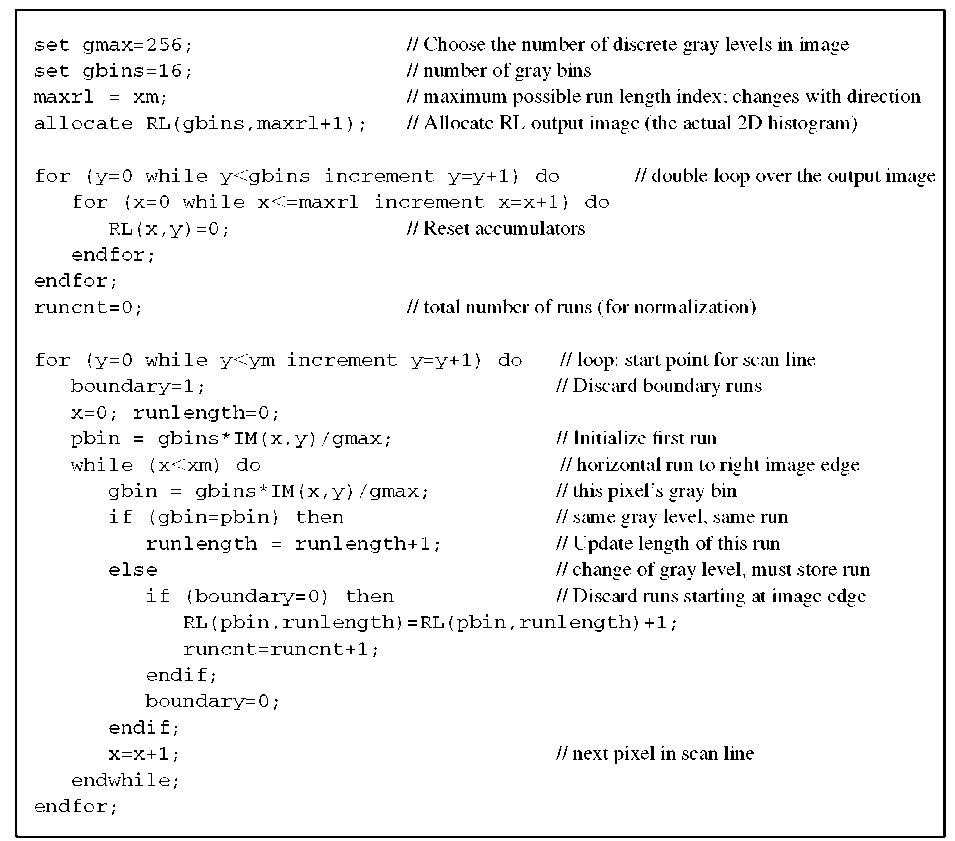 set gmax=256; // Choose the number of discrete gray levels in image
set gbins=16; // number of gray bins
maxrl = xm; // maximum possible run length index; changes with direction
allocate RL(gbins,maxrl+1); // Allocate RL output image (the actual 2D histogram)
for (y=0 while y<gbins increment y=y+1) do // double loop over the output image
for (x=0 while x<=maxrl increment x=x+1) do
RL(x,y)=0; // Reset accumulators
endfor;
endfor;
runcnt=0; // total number of runs (for normalization)
for (y=0 while y<ym increment y=y+1) do // loop: start point for scan line
boundary=1; // Discard boundary runs
x=0; runlength=0;
pbin = gbins*IM(x,y)/gmax; // Initialize first run
while (x<xm) do // horizontal run to right image edge
gbin = gbins*IM(x,y)/gmax; // this pixel's gray bin
if (gbin=pbin) then // same gray level, same run
runlength = runlength+1; // Update length of this run
else // change of gray level, must store run
if (boundary=0) then // Discard runs starting at image edge
RL(pbin,runlength)=RL(pbin,runlength)+1;
runcnt=runcnt+1;
endif;
boundary=0;
endif;
x=x+1; // next pixel in scan line
endwhile;
endfor;